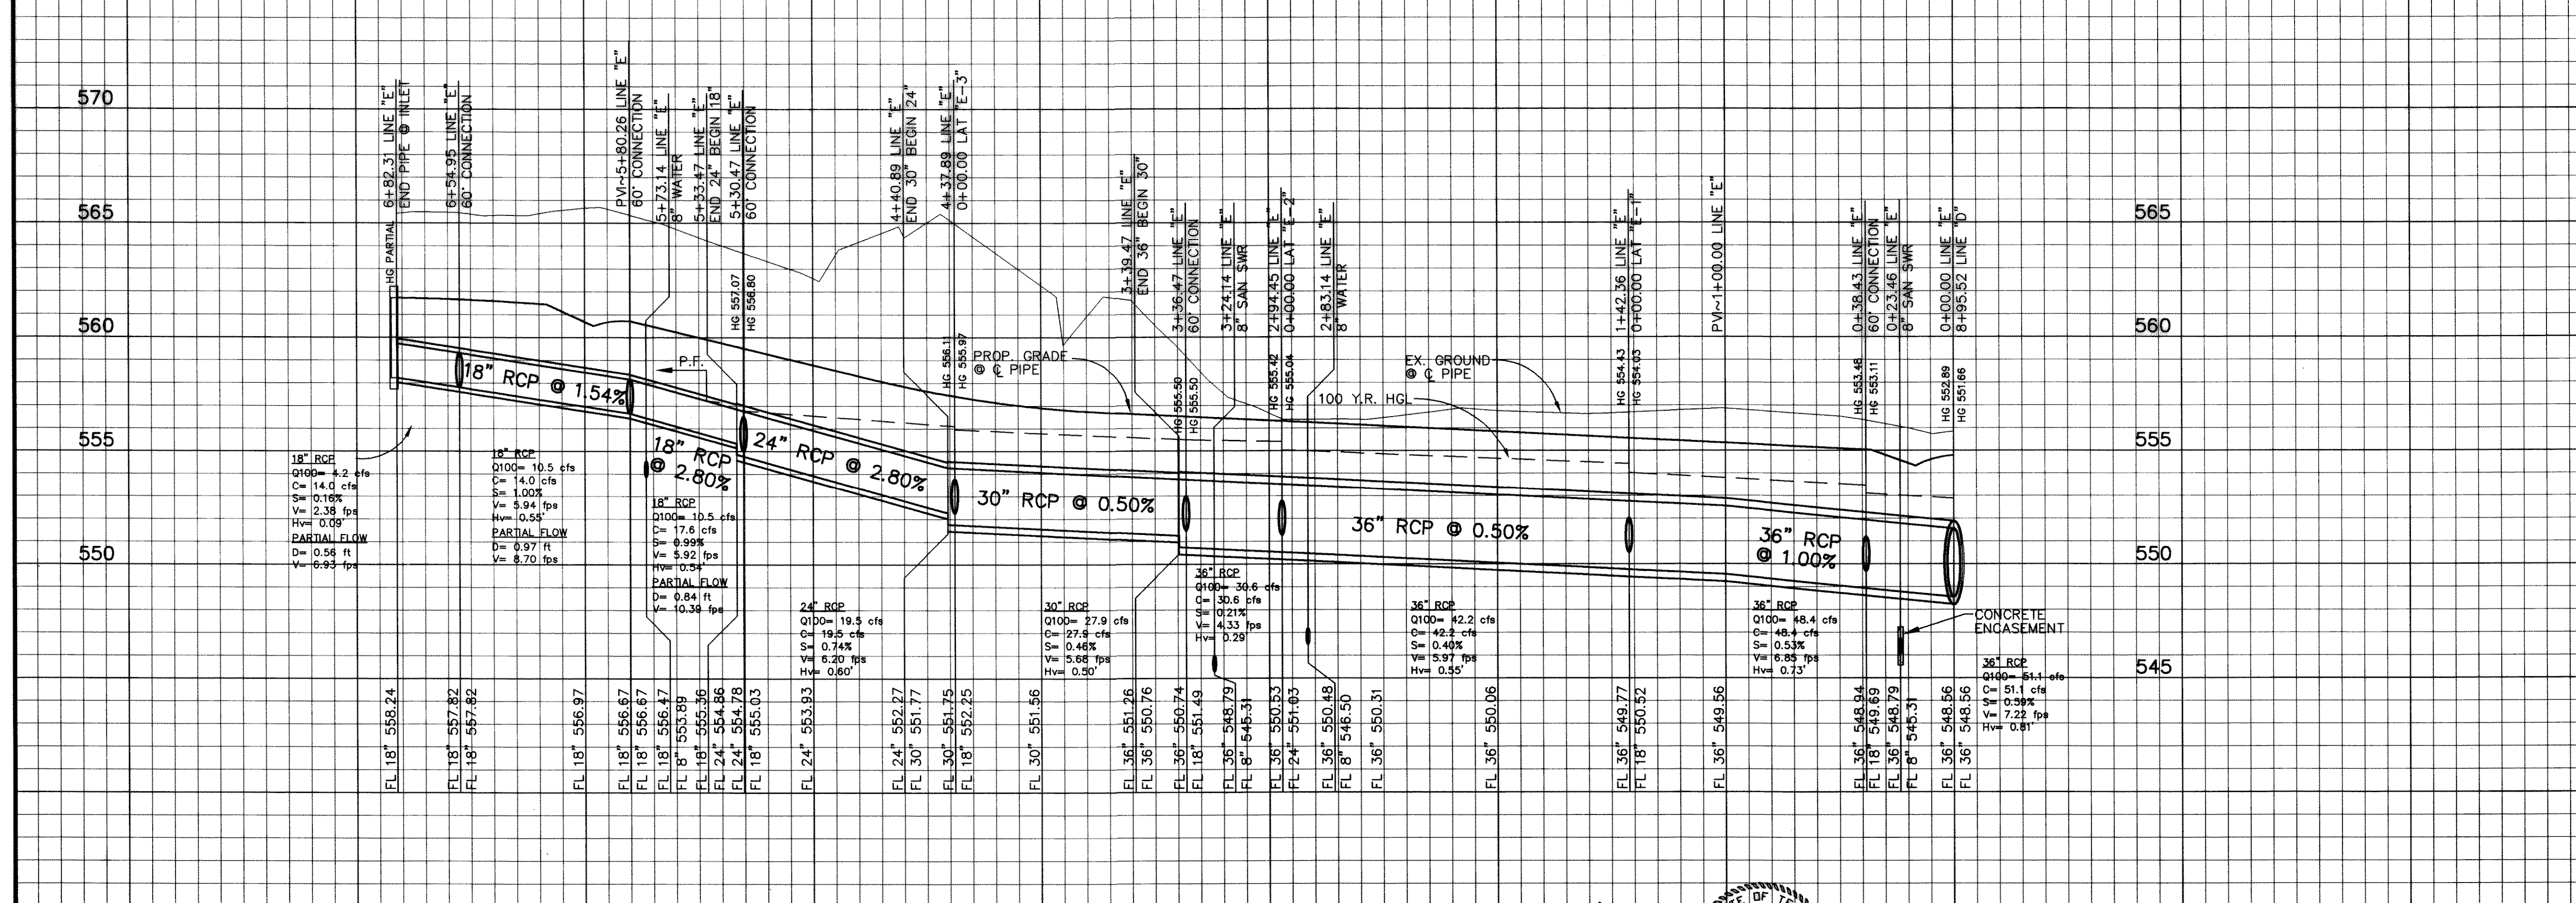 570
565
560
555
550
545
565
560
555
550
545
HG PARTIAL 6+82.31 LINE "E"
END PIPE @ INLET
6+54.95 LINE "E"
60° CONNECTION
PVI~5+80.26 LINE "E"
60° CONNECTION
5+73.14 LINE "E"
8" WATER
5+33.47 LINE "E"
END 24" BEGIN 18"
HG 557.07 5+30.47 LINE "E"
HG 556.80 60° CONNECTION
4+40.89 LINE "E"
END 30" BEGIN 24"
4+37.89 LINE "E"
0+00.00 LAT "E-3"
HG 556.11
HG 555.97
3+39.47 LINE "E"
END 36" BEGIN 30"
HG 555.50 3+36.47 LINE "E"
HG 555.50 60° CONNECTION
3+24.14 LINE "E"
8" SAN SWR
HG 555.42 2+94.45 LINE "E"
HG 555.04 0+00.00 LAT "E-2"
2+83.14 LINE "E"
8" WATER
HG 554.43 1+42.36 LINE "E"
HG 554.03 0+00.00 LAT "E-1"
PVI~1+00.00 LINE "E"
HG 553.48 0+38.43 LINE "E"
HG 553.11 60° CONNECTION
0+23.46 LINE "E"
8" SAN SWR
HG 552.89 0+00.00 LINE "E"
HG 551.66 8+95.52 LINE "D"
P.F.
PROP. GRADE
@ ℄ PIPE
EX. GROUND
@ ℄ PIPE
100 Y.R. HGL
18" RCP @ 1.54%
18" RCP
@ 2.80%
24" RCP @ 2.80%
30" RCP @ 0.50%
36" RCP @ 0.50%
36" RCP
@ 1.00%
CONCRETE
ENCASEMENT
18" RCP
Q100= 4.2 cfs
C= 14.0 cfs
S= 0.16%
V= 2.38 fps
Hv= 0.09'
PARTIAL FLOW
D= 0.56 ft
V= 6.93 fps
18" RCP
Q100= 10.5 cfs
C= 14.0 cfs
S= 1.00%
V= 5.94 fps
Hv= 0.55'
PARTIAL FLOW
D= 0.97 ft
V= 8.70 fps
18" RCP
Q100= 10.5 cfs
C= 17.6 cfs
S= 0.99%
V= 5.92 fps
Hv= 0.54'
PARTIAL FLOW
D= 0.84 ft
V= 10.39 fps
24" RCP
Q100= 19.5 cfs
C= 19.5 cfs
S= 0.74%
V= 6.20 fps
Hv= 0.60'
30" RCP
Q100= 27.9 cfs
C= 27.9 cfs
S= 0.46%
V= 5.68 fps
Hv= 0.50'
36" RCP
Q100= 30.6 cfs
C= 30.6 cfs
S= 0.21%
V= 4.33 fps
Hv= 0.29'
36" RCP
Q100= 42.2 cfs
C= 42.2 cfs
S= 0.40%
V= 5.97 fps
Hv= 0.55'
36" RCP
Q100= 48.4 cfs
C= 48.4 cfs
S= 0.53%
V= 6.85 fps
Hv= 0.73'
36" RCP
Q100= 51.1 cfs
C= 51.1 cfs
S= 0.59%
V= 7.22 fps
Hv= 0.81'
FL 18" 558.24
FL 18" 557.82
FL 18" 557.82
FL 18" 556.97
FL 18" 556.67
FL 18" 556.67
FL 18" 556.47
FL 8" 553.89
FL 18" 555.36
FL 24" 554.86
FL 24" 554.78
FL 18" 555.03
FL 24" 553.93
FL 24" 552.27
FL 30" 551.77
FL 30" 551.75
FL 18" 552.25
FL 30" 551.56
FL 36" 551.26
FL 36" 550.76
FL 36" 550.74
FL 18" 551.49
FL 36" 548.79
FL 8" 545.31
FL 36" 550.53
FL 24" 551.03
FL 36" 550.48
FL 8" 546.50
FL 36" 550.31
FL 36" 550.06
FL 36" 549.77
FL 18" 550.52
FL 36" 549.56
FL 36" 548.94
FL 18" 549.69
FL 36" 548.79
FL 8" 545.31
FL 36" 548.56
FL 36" 548.56
OF